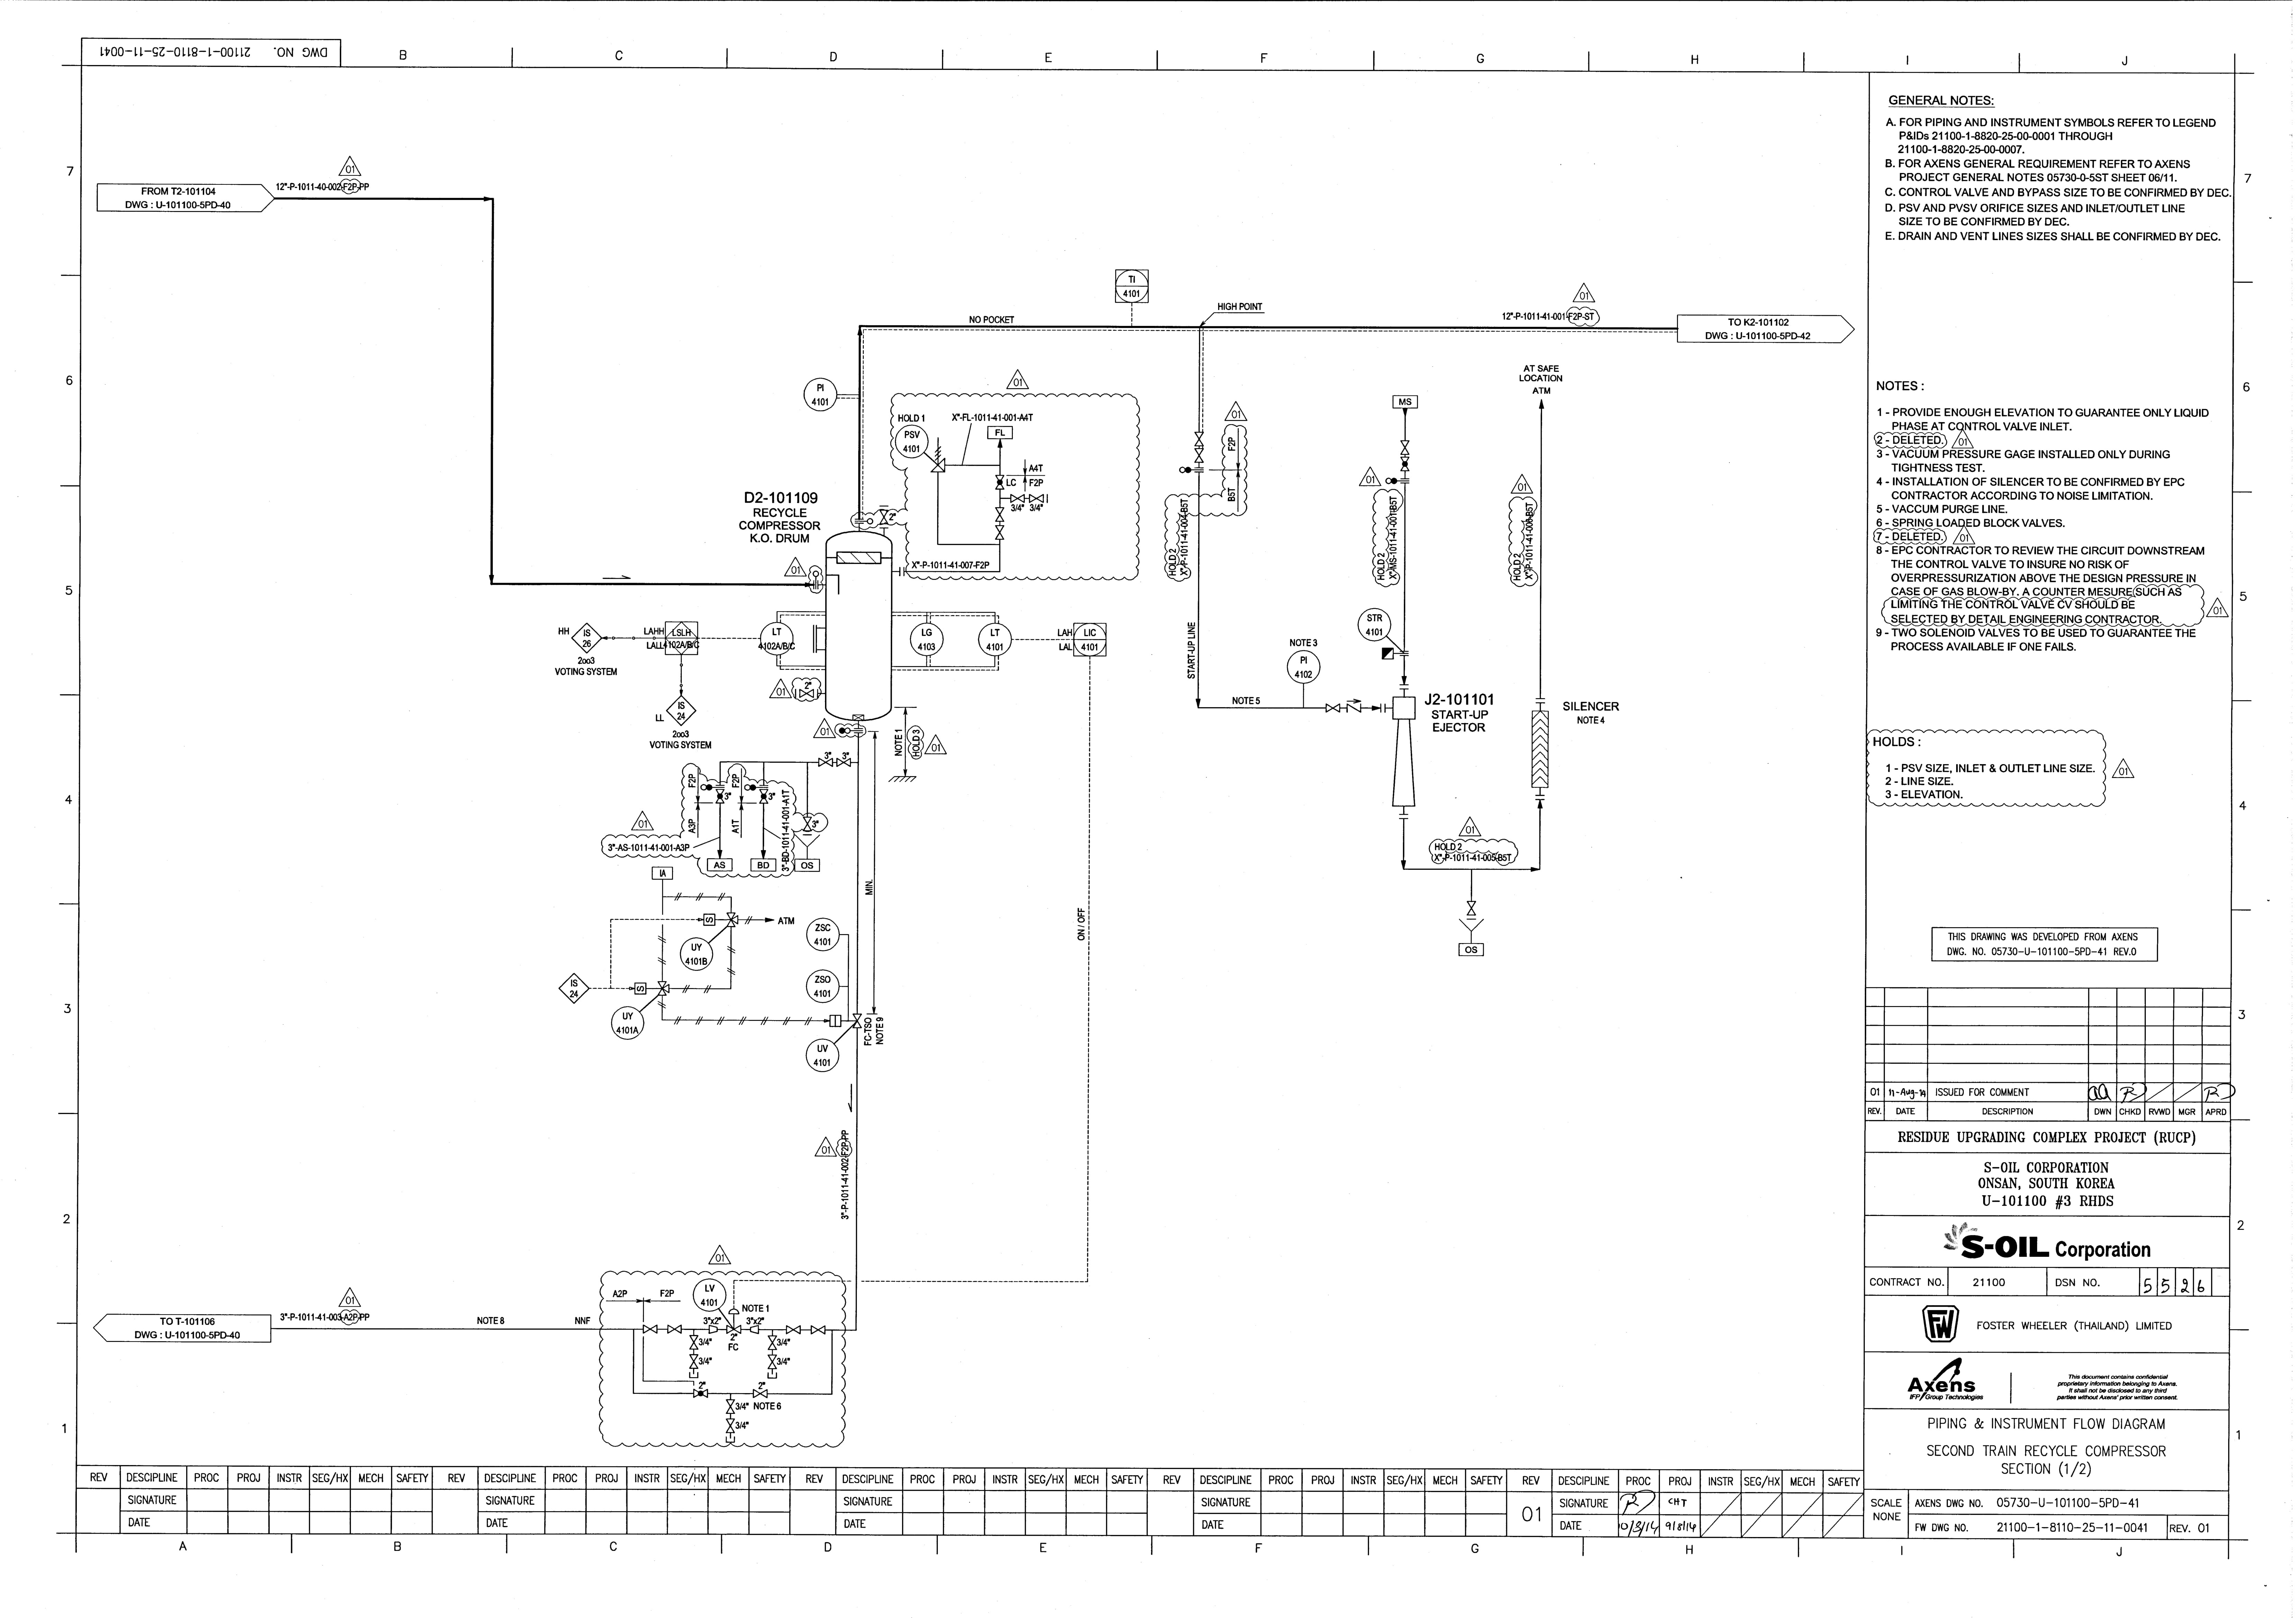 DWG NO. 21100-1-8110-25-11-0041
B
C
D
E
F
G
H
I
J
7
6
5
4
3
2
1
FROM T2-101104
DWG : U-101100-5PD-40
12"-P-1011-40-002-F2P-PP
01
TI
4101
HIGH POINT
NO POCKET
12"-P-1011-41-001-F2P-ST
01
TO K2-101102
DWG : U-101100-5PD-42
PI
4101
01
HOLD 1
X"-FL-1011-41-001-A4T
PSV
4101
FL
A4T
LC
F2P
3/4" 3/4"
X"-P-1011-41-007-F2P
D2-101109
RECYCLE
COMPRESSOR
K.O. DRUM
2"
01
HH
IS
26
2oo3
VOTING SYSTEM
LAHH
LALL
LSLH
4102A/B/C
LT
4102A/B/C
LG
4103
LT
4101
LAH
LAL
LIC
4101
LL
IS
24
2oo3
VOTING SYSTEM
01
2"
01
NOTE 1
HOLD 3
01
3" 3"
F2P
A3P
3"
F2P
A1T
3"
3"
01
3"-AS-1011-41-001-A3P
3"-BD-1011-41-001-A1T
AS
BD
OS
MIN.
ON / OFF
IA
S
ATM
UY
4101B
IS
24
S
UY
4101A
ZSC
4101
ZSO
4101
UV
4101
FC-TSO
NOTE 9
01
3"-P-1011-41-002-F2P-PP
01
F2P
B5T
HOLD 2
X"-P-1011-41-004-B5T
START-UP LINE
NOTE 5
NOTE 3
PI
4102
MS
01
HOLD 2
X"-MS-1011-41-001-B5T
STR
4101
J2-101101
START-UP
EJECTOR
AT SAFE
LOCATION
ATM
01
HOLD 2
X"-P-1011-41-006-B5T
SILENCER
NOTE 4
01
HOLD 2
X"-P-1011-41-005-B5T
OS
TO T-101106
DWG : U-101100-5PD-40
3"-P-1011-41-003-A2P-PP
01
NOTE 8
NNF
01
A2P
F2P
LV
4101
NOTE 1
3"x2"
3"x2"
2"
FC
3/4"
3/4"
3/4"
3/4"
2"
2"
3/4" NOTE 6
3/4"
GENERAL NOTES:
A. FOR PIPING AND INSTRUMENT SYMBOLS REFER TO LEGEND
P&IDs 21100-1-8820-25-00-0001 THROUGH
21100-1-8820-25-00-0007.
B. FOR AXENS GENERAL REQUIREMENT REFER TO AXENS
PROJECT GENERAL NOTES 05730-0-5ST SHEET 06/11.
C. CONTROL VALVE AND BYPASS SIZE TO BE CONFIRMED BY DEC.
D. PSV AND PVSV ORIFICE SIZES AND INLET/OUTLET LINE
SIZE TO BE CONFIRMED BY DEC.
E. DRAIN AND VENT LINES SIZES SHALL BE CONFIRMED BY DEC.
NOTES :
1 - PROVIDE ENOUGH ELEVATION TO GUARANTEE ONLY LIQUID
PHASE AT CONTROL VALVE INLET.
2 - DELETED. 01
3 - VACUUM PRESSURE GAGE INSTALLED ONLY DURING
TIGHTNESS TEST.
4 - INSTALLATION OF SILENCER TO BE CONFIRMED BY EPC
CONTRACTOR ACCORDING TO NOISE LIMITATION.
5 - VACCUM PURGE LINE.
6 - SPRING LOADED BLOCK VALVES.
7 - DELETED. 01
8 - EPC CONTRACTOR TO REVIEW THE CIRCUIT DOWNSTREAM
THE CONTROL VALVE TO INSURE NO RISK OF
OVERPRESSURIZATION ABOVE THE DESIGN PRESSURE IN
CASE OF GAS BLOW-BY. A COUNTER MESURE(SUCH AS
LIMITING THE CONTROL VALVE CV SHOULD BE
SELECTED BY DETAIL ENGINEERING CONTRACTOR.
01
9 - TWO SOLENOID VALVES TO BE USED TO GUARANTEE THE
PROCESS AVAILABLE IF ONE FAILS.
HOLDS :
1 - PSV SIZE, INLET & OUTLET LINE SIZE.
2 - LINE SIZE.
3 - ELEVATION.
01
THIS DRAWING WAS DEVELOPED FROM AXENS
DWG. NO. 05730-U-101100-5PD-41 REV.0
01 11-Aug-14 ISSUED FOR COMMENT
REV. DATE DESCRIPTION DWN CHKD RVWD MGR APRD
RESIDUE UPGRADING COMPLEX PROJECT (RUCP)
S-OIL CORPORATION
ONSAN, SOUTH KOREA
U-101100 #3 RHDS
S-OIL Corporation
CONTRACT NO. 21100 DSN NO. 5 5 2 6
FW FOSTER WHEELER (THAILAND) LIMITED
Axens
IFP Group Technologies
This document contains confidential
proprietary information belonging to Axens.
It shall not be disclosed to any third
parties without Axens' prior written consent.
PIPING & INSTRUMENT FLOW DIAGRAM
SECOND TRAIN RECYCLE COMPRESSOR
SECTION (1/2)
SCALE
NONE
AXENS DWG NO. 05730-U-101100-5PD-41
FW DWG NO. 21100-1-8110-25-11-0041 REV. 01
REV DESCIPLINE PROC PROJ INSTR SEG/HX MECH SAFETY REV DESCIPLINE PROC PROJ INSTR SEG/HX MECH SAFETY REV DESCIPLINE PROC PROJ INSTR SEG/HX MECH SAFETY REV DESCIPLINE PROC PROJ INSTR SEG/HX MECH SAFETY REV DESCIPLINE PROC PROJ INSTR SEG/HX MECH SAFETY
SIGNATURE SIGNATURE SIGNATURE SIGNATURE 01 SIGNATURE CHT
DATE DATE DATE DATE DATE 9/8/14
A B C D E F G H I J